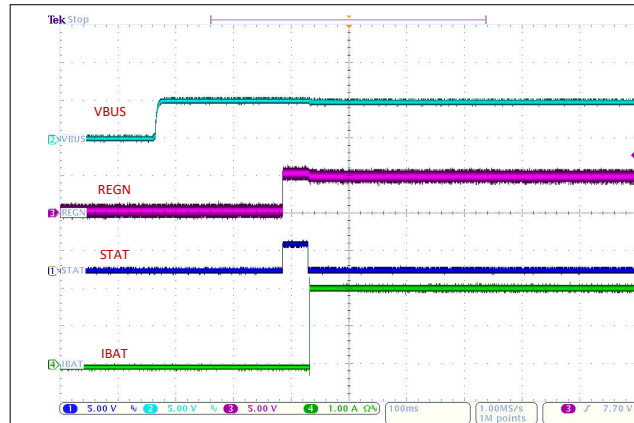 Tek Stop
VBUS
2 VBUS
REGN
3 REGN
STAT
1 STAT
IBAT
4 IBAT
1 5.00 V 2 5.00 V 3 5.00 V 4 1.00 A Ω 100ms 1.00MS/s 3 7.70 V
1M points